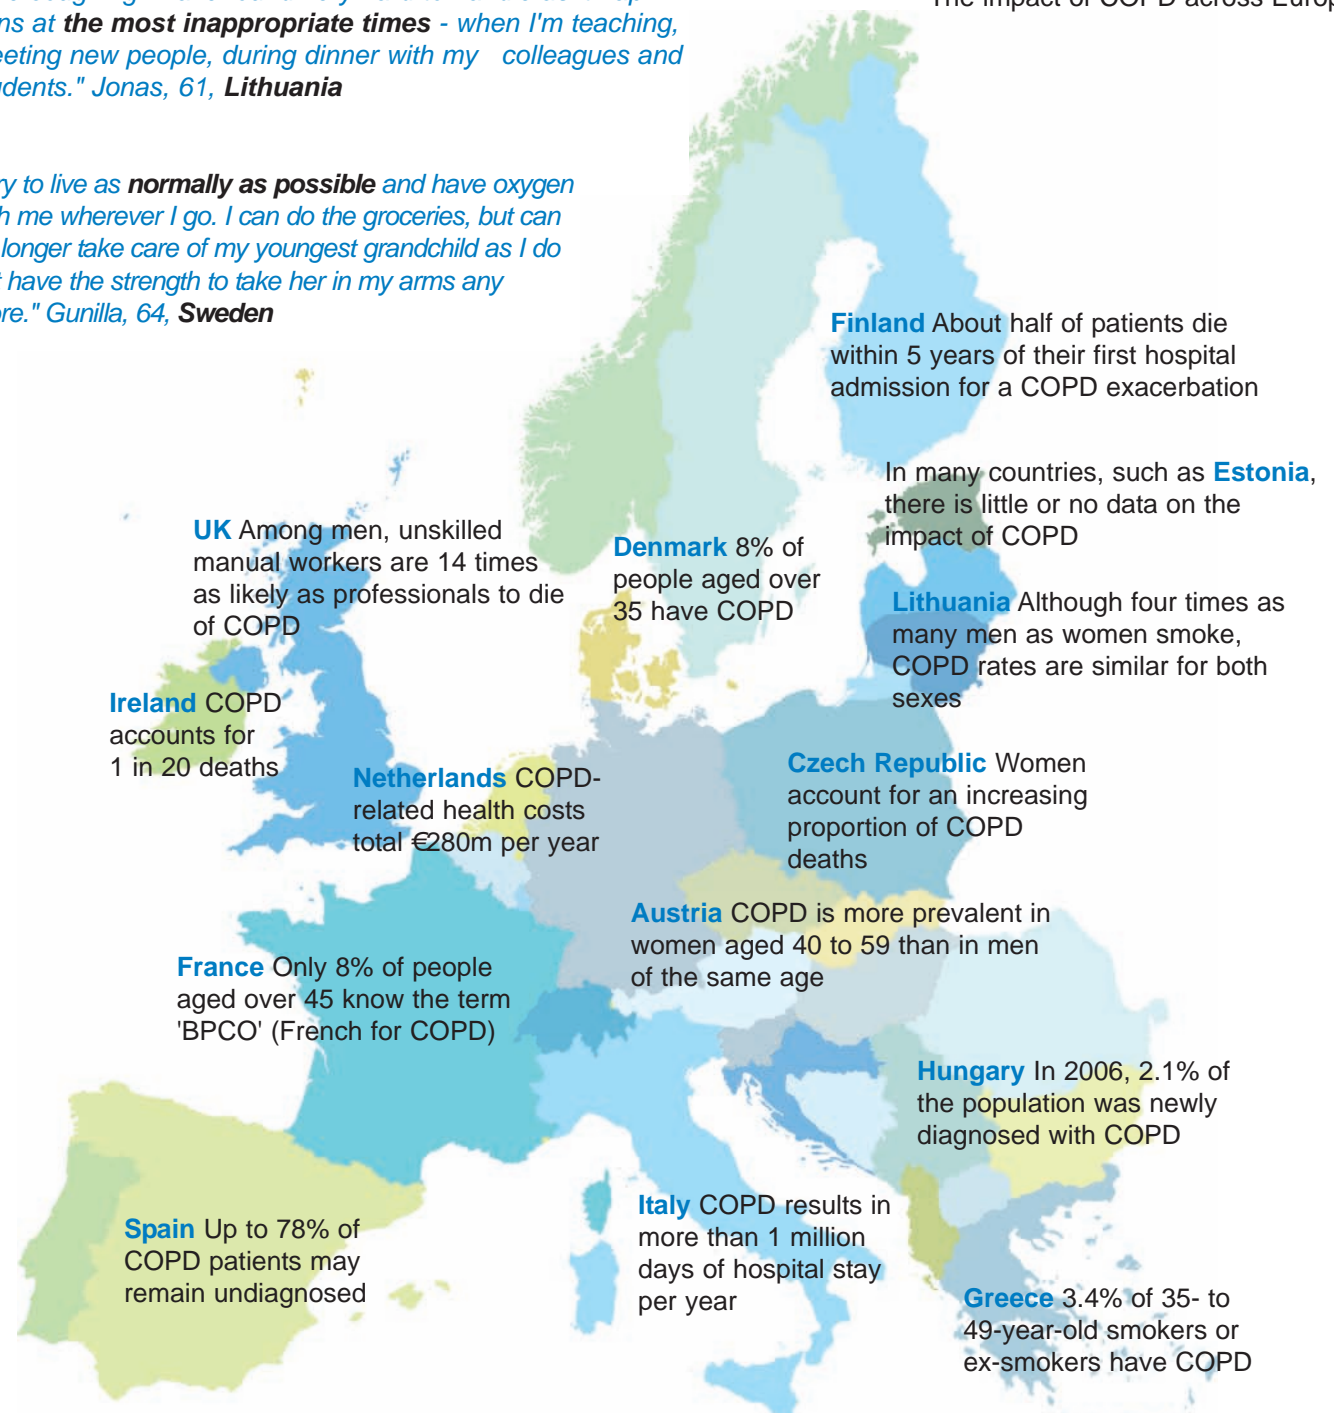 The impact of COPD across Europ
ns at the most inappropriate times - when I'm teaching,
eeting new people, during dinner with my colleagues and
udents." Jonas, 61, Lithuania
ry to live as normally as possible and have oxygen
h me wherever I go. I can do the groceries, but can
longer take care of my youngest grandchild as I do
t have the strength to take her in my arms any
ore." Gunilla, 64, Sweden
Finland About half of patients die
within 5 years of their first hospital
admission for a COPD exacerbation
In many countries, such as Estonia,
there is little or no data on the
impact of COPD
UK Among men, unskilled
manual workers are 14 times
as likely as professionals to die
of COPD
Denmark 8% of
people aged over
35 have COPD
Lithuania Although four times as
many men as women smoke,
COPD rates are similar for both
sexes
Ireland COPD
accounts for
1 in 20 deaths
Netherlands COPD-
related health costs
total €280m per year
Czech Republic Women
account for an increasing
proportion of COPD
deaths
Austria COPD is more prevalent in
women aged 40 to 59 than in men
of the same age
France Only 8% of people
aged over 45 know the term
'BPCO' (French for COPD)
Hungary In 2006, 2.1% of
the population was newly
diagnosed with COPD
Spain Up to 78% of
COPD patients may
remain undiagnosed
Italy COPD results in
more than 1 million
days of hospital stay
per year
Greece 3.4% of 35- to
49-year-old smokers or
ex-smokers have COPD